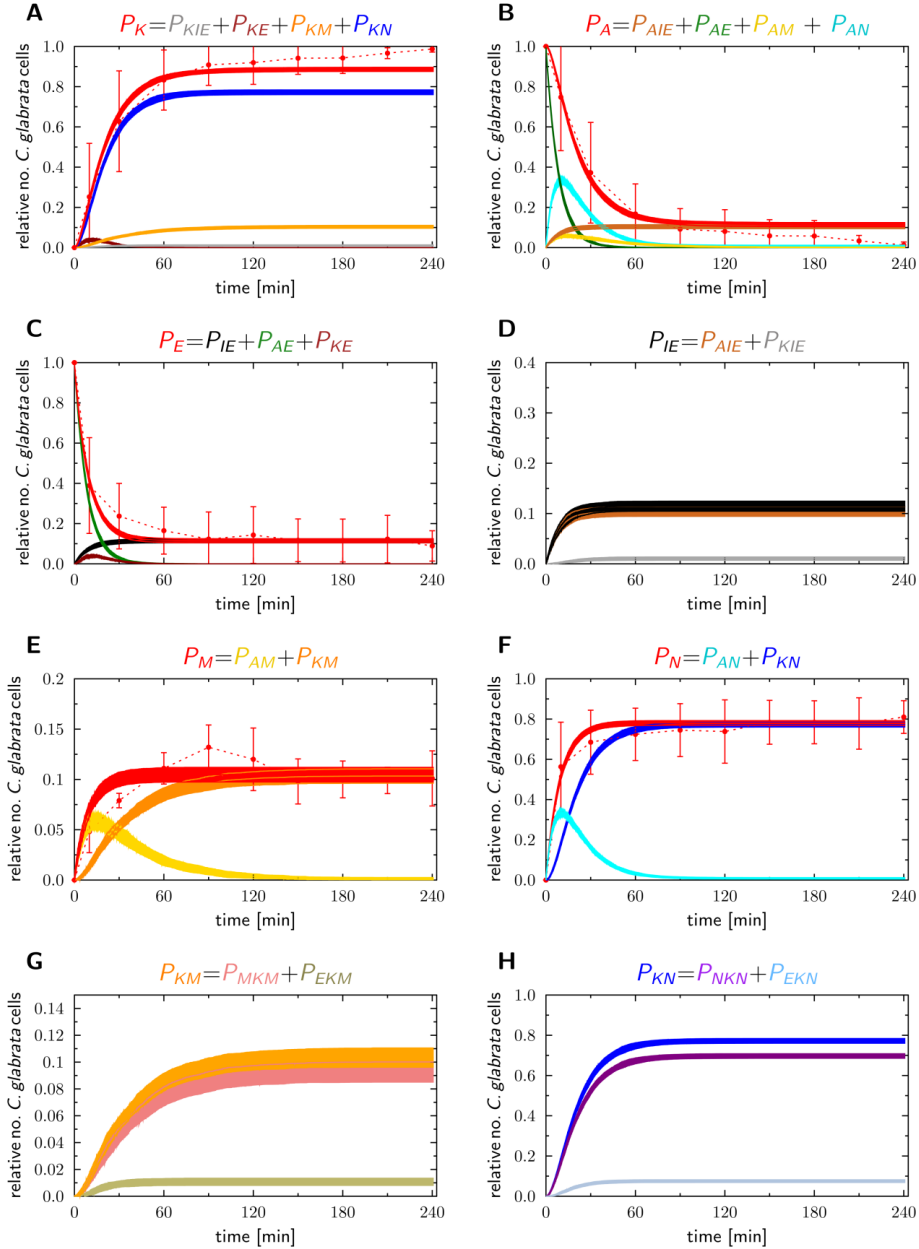 A
P_K=P_KIE+P_KE+P_KM+P_KN
relative no. C. glabrata cells
1.0
0.8
0.6
0.4
0.2
0.0
0 60 120 180 240
time [min]
B
P_A=P_AIE+P_AE+P_AM + P_AN
relative no. C. glabrata cells
1.0
0.8
0.6
0.4
0.2
0.0
0 60 120 180 240
time [min]
C
P_E=P_IE+P_AE+P_KE
relative no. C. glabrata cells
1.0
0.8
0.6
0.4
0.2
0.0
0 60 120 180 240
time [min]
D
P_IE=P_AIE+P_KIE
relative no. C. glabrata cells
0.4
0.3
0.2
0.1
0.0
0 60 120 180 240
time [min]
E
P_M=P_AM+P_KM
relative no. C. glabrata cells
0.2
0.15
0.1
0.05
0.0
0 60 120 180 240
time [min]
F
P_N=P_AN+P_KN
relative no. C. glabrata cells
1.0
0.8
0.6
0.4
0.2
0.0
0 60 120 180 240
time [min]
G
P_KM=P_MKM+P_EKM
relative no. C. glabrata cells
0.14
0.12
0.1
0.08
0.06
0.04
0.02
0.0
0 60 120 180 240
time [min]
H
P_KN=P_NKN+P_EKN
relative no. C. glabrata cells
1.0
0.8
0.6
0.4
0.2
0.0
0 60 120 180 240
time [min]